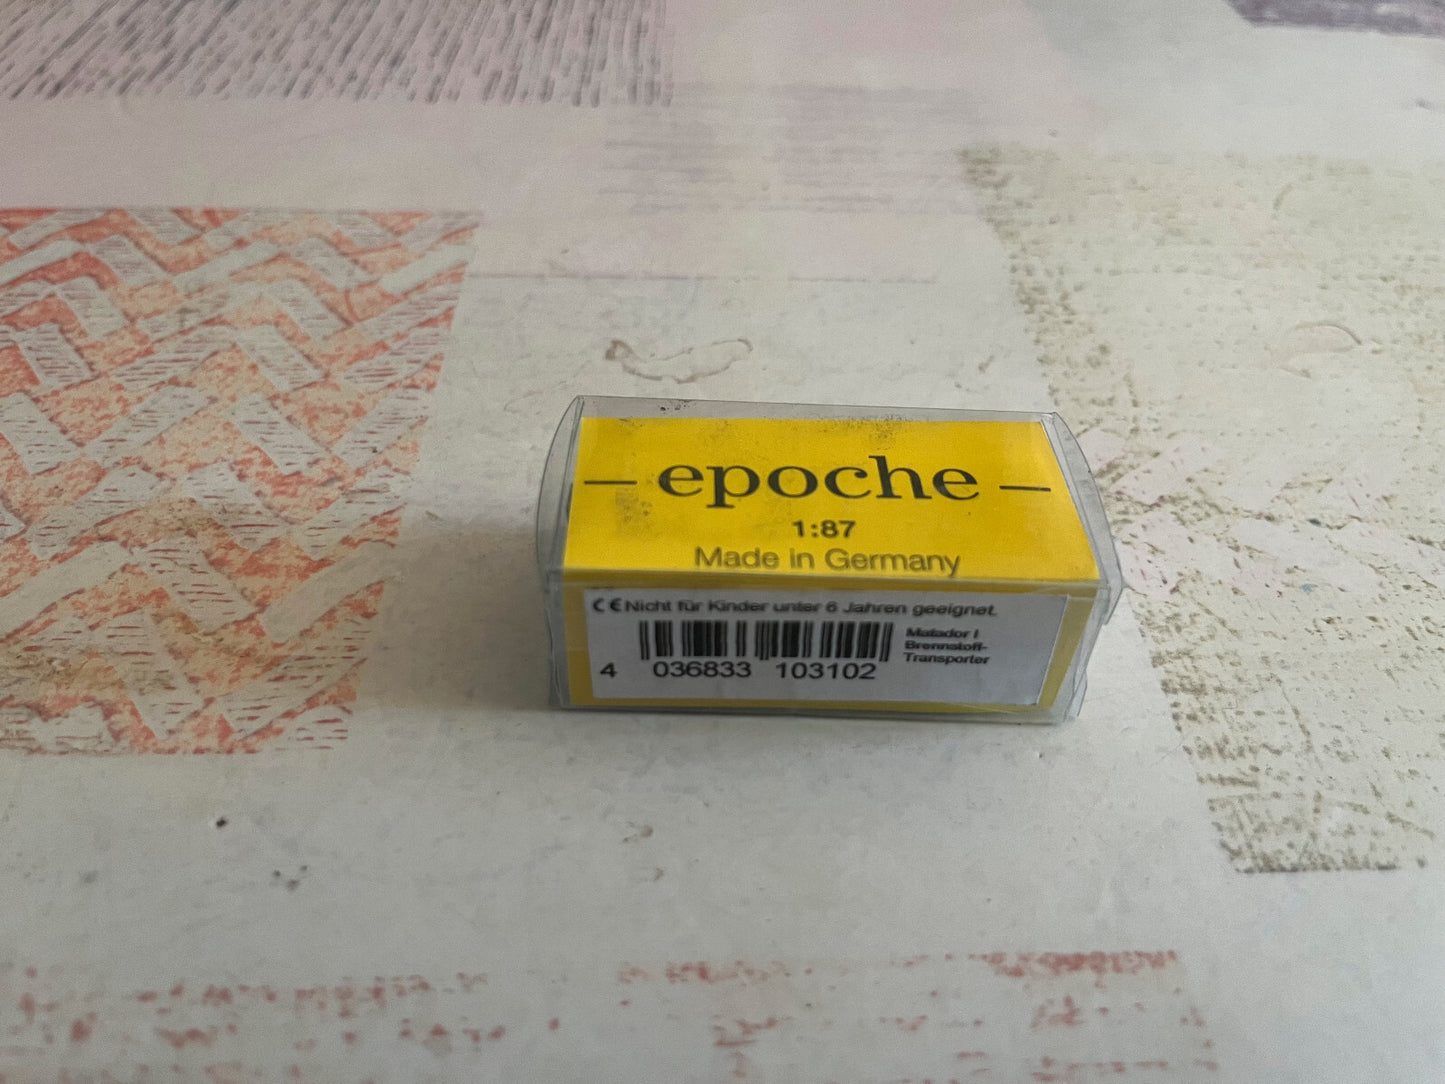 – epoche –
1:87
Made in Germany
CE Nicht für Kinder unter 6 Jahren geeignet.
Matador I
Brennstoff-
Transporter
4 036833 103102